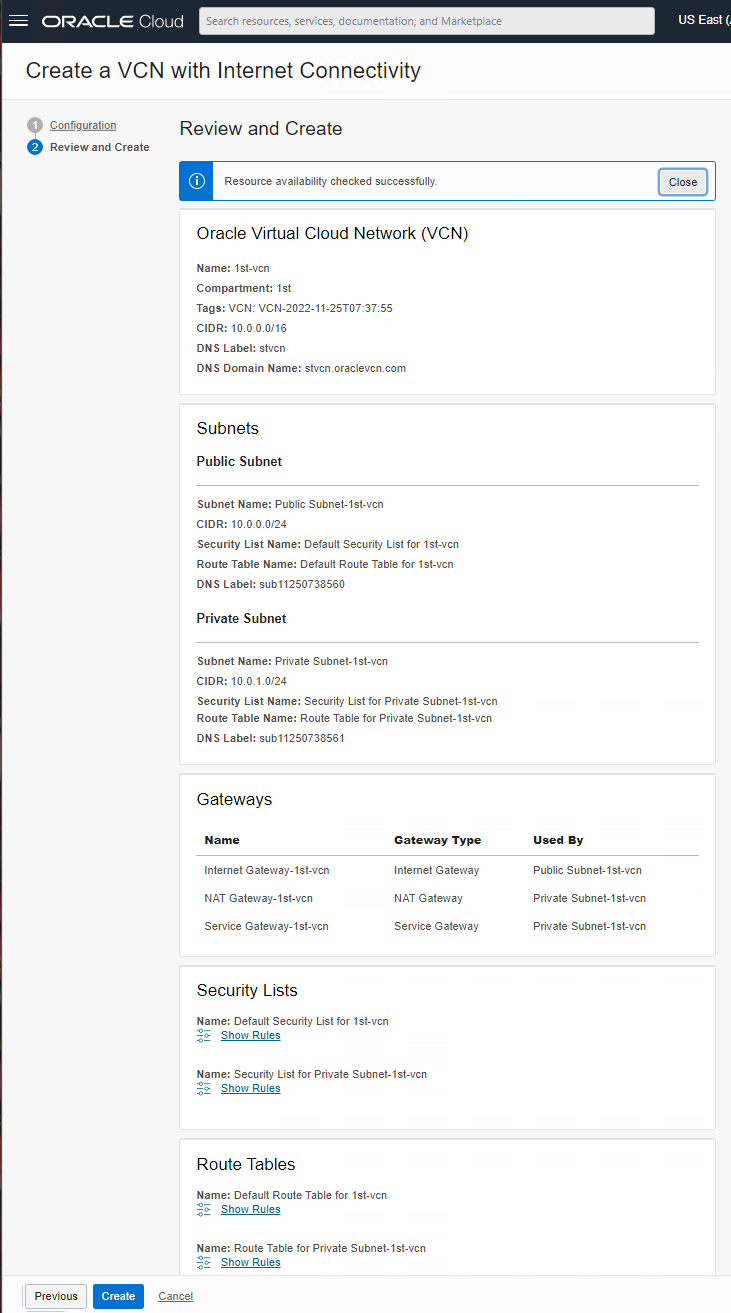 ORACLE Cloud
Search resources, services, documentation, and Marketplace
US East (
Create a VCN with Internet Connectivity
1 Configuration
2 Review and Create
Review and Create
Resource availability checked successfully.
Close
Oracle Virtual Cloud Network (VCN)
Name: 1st-vcn
Compartment: 1st
Tags: VCN: VCN-2022-11-25T07:37:55
CIDR: 10.0.0.0/16
DNS Label: stvcn
DNS Domain Name: stvcn.oraclevcn.com
Subnets
Public Subnet
Subnet Name: Public Subnet-1st-vcn
CIDR: 10.0.0.0/24
Security List Name: Default Security List for 1st-vcn
Route Table Name: Default Route Table for 1st-vcn
DNS Label: sub11250738560
Private Subnet
Subnet Name: Private Subnet-1st-vcn
CIDR: 10.0.1.0/24
Security List Name: Security List for Private Subnet-1st-vcn
Route Table Name: Route Table for Private Subnet-1st-vcn
DNS Label: sub11250738561
Gateways
Name Gateway Type Used By
Internet Gateway-1st-vcn Internet Gateway Public Subnet-1st-vcn
NAT Gateway-1st-vcn NAT Gateway Private Subnet-1st-vcn
Service Gateway-1st-vcn Service Gateway Private Subnet-1st-vcn
Security Lists
Name: Default Security List for 1st-vcn
Show Rules
Name: Security List for Private Subnet-1st-vcn
Show Rules
Route Tables
Name: Default Route Table for 1st-vcn
Show Rules
Name: Route Table for Private Subnet-1st-vcn
Show Rules
Previous Create Cancel